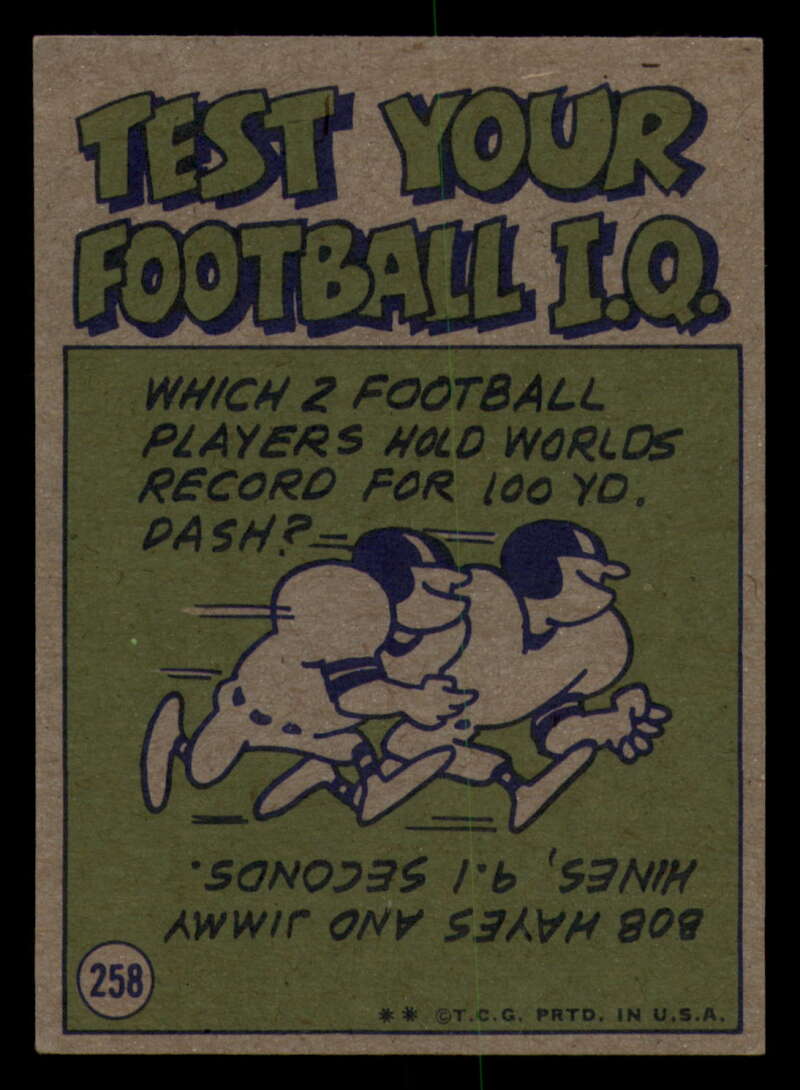 TEST YOUR
FOOTBALL I.Q.
WHICH 2 FOOTBALL
PLAYERS HOLD WORLDS
RECORD FOR 100 YD.
DASH?
BOB HAYES AND JIMMY
HINES, 9.1 SECONDS.
258
** ©T.C.G. PRTD. IN U.S.A.